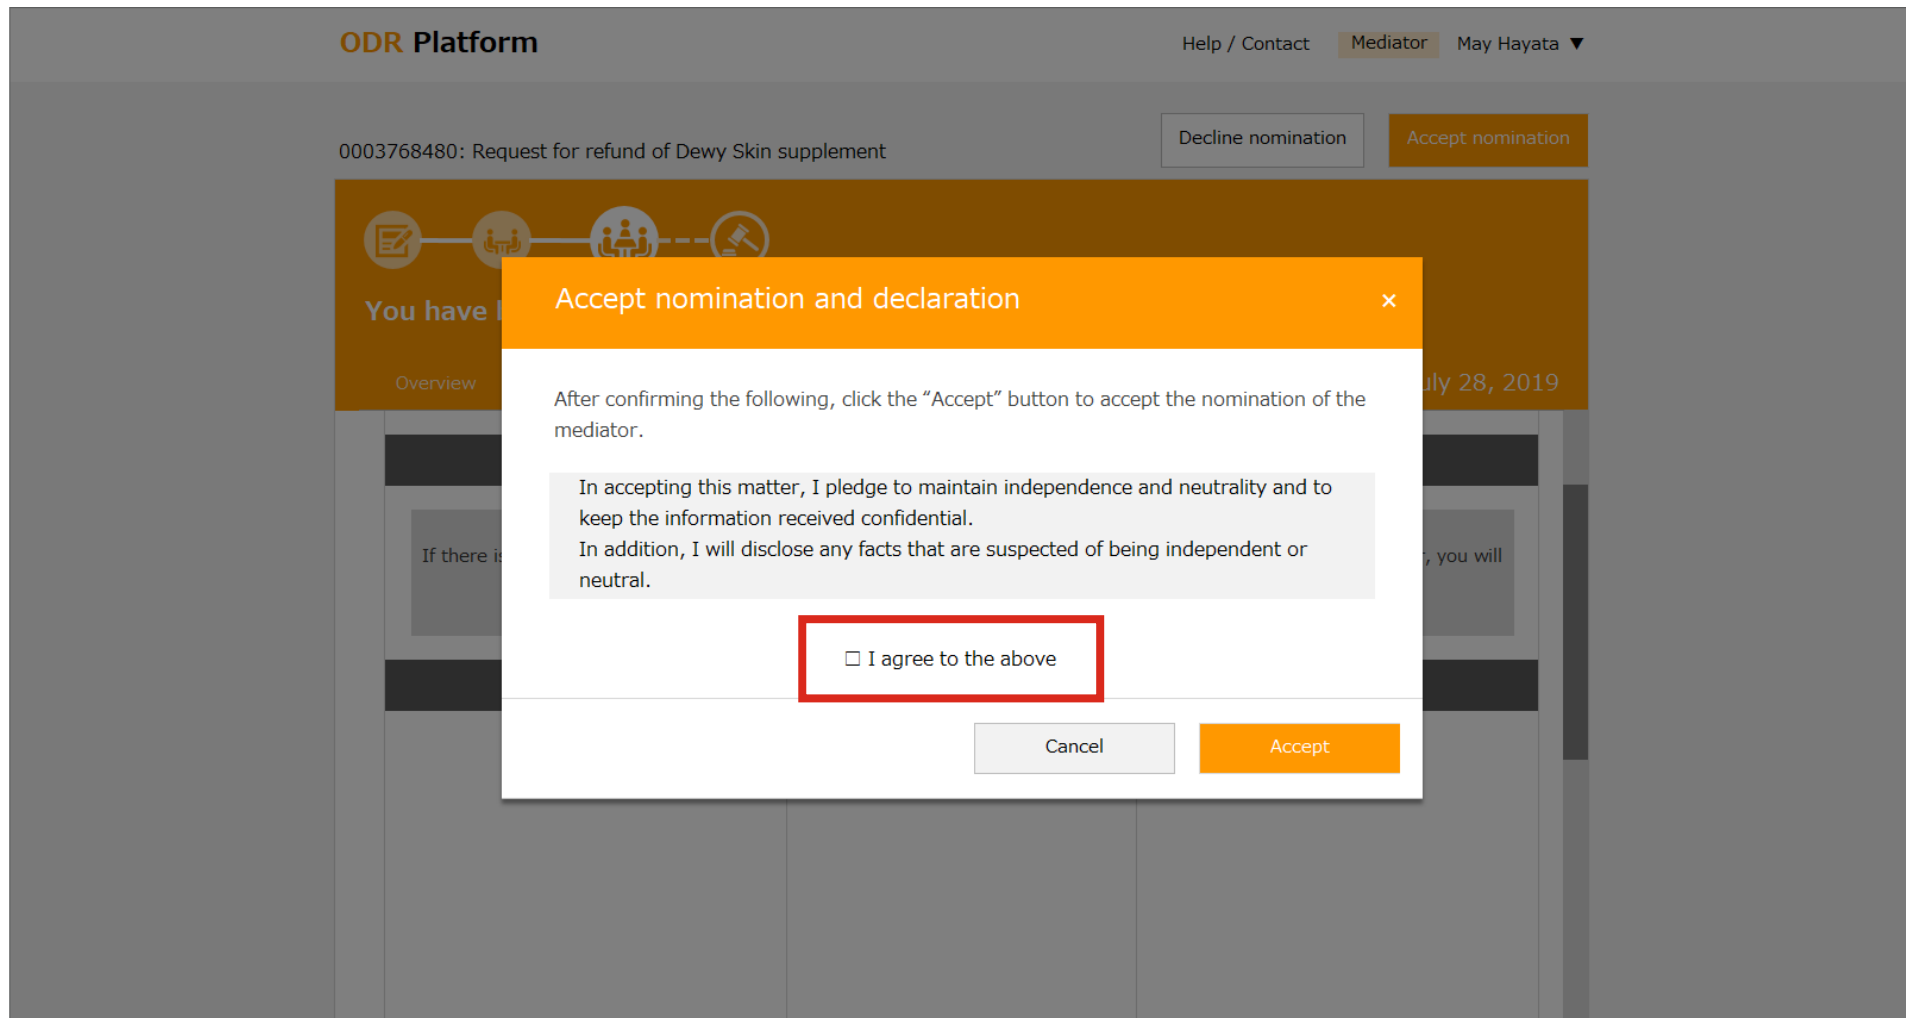 ODR Platform
Help / Contact
Mediator
May Hayata ▼
0003768480: Request for refund of Dewy Skin supplement
Decline nomination
Accept nomination
You have
Overview
28, 2019
Accept nomination and declaration
×
After confirming the following, click the “Accept” button to accept the nomination of the
mediator.
In accepting this matter, I pledge to maintain independence and neutrality and to
keep the information received confidential.
In addition, I will disclose any facts that are suspected of being independent or
neutral.
If there
, you will
☐ I agree to the above
Cancel
Accept